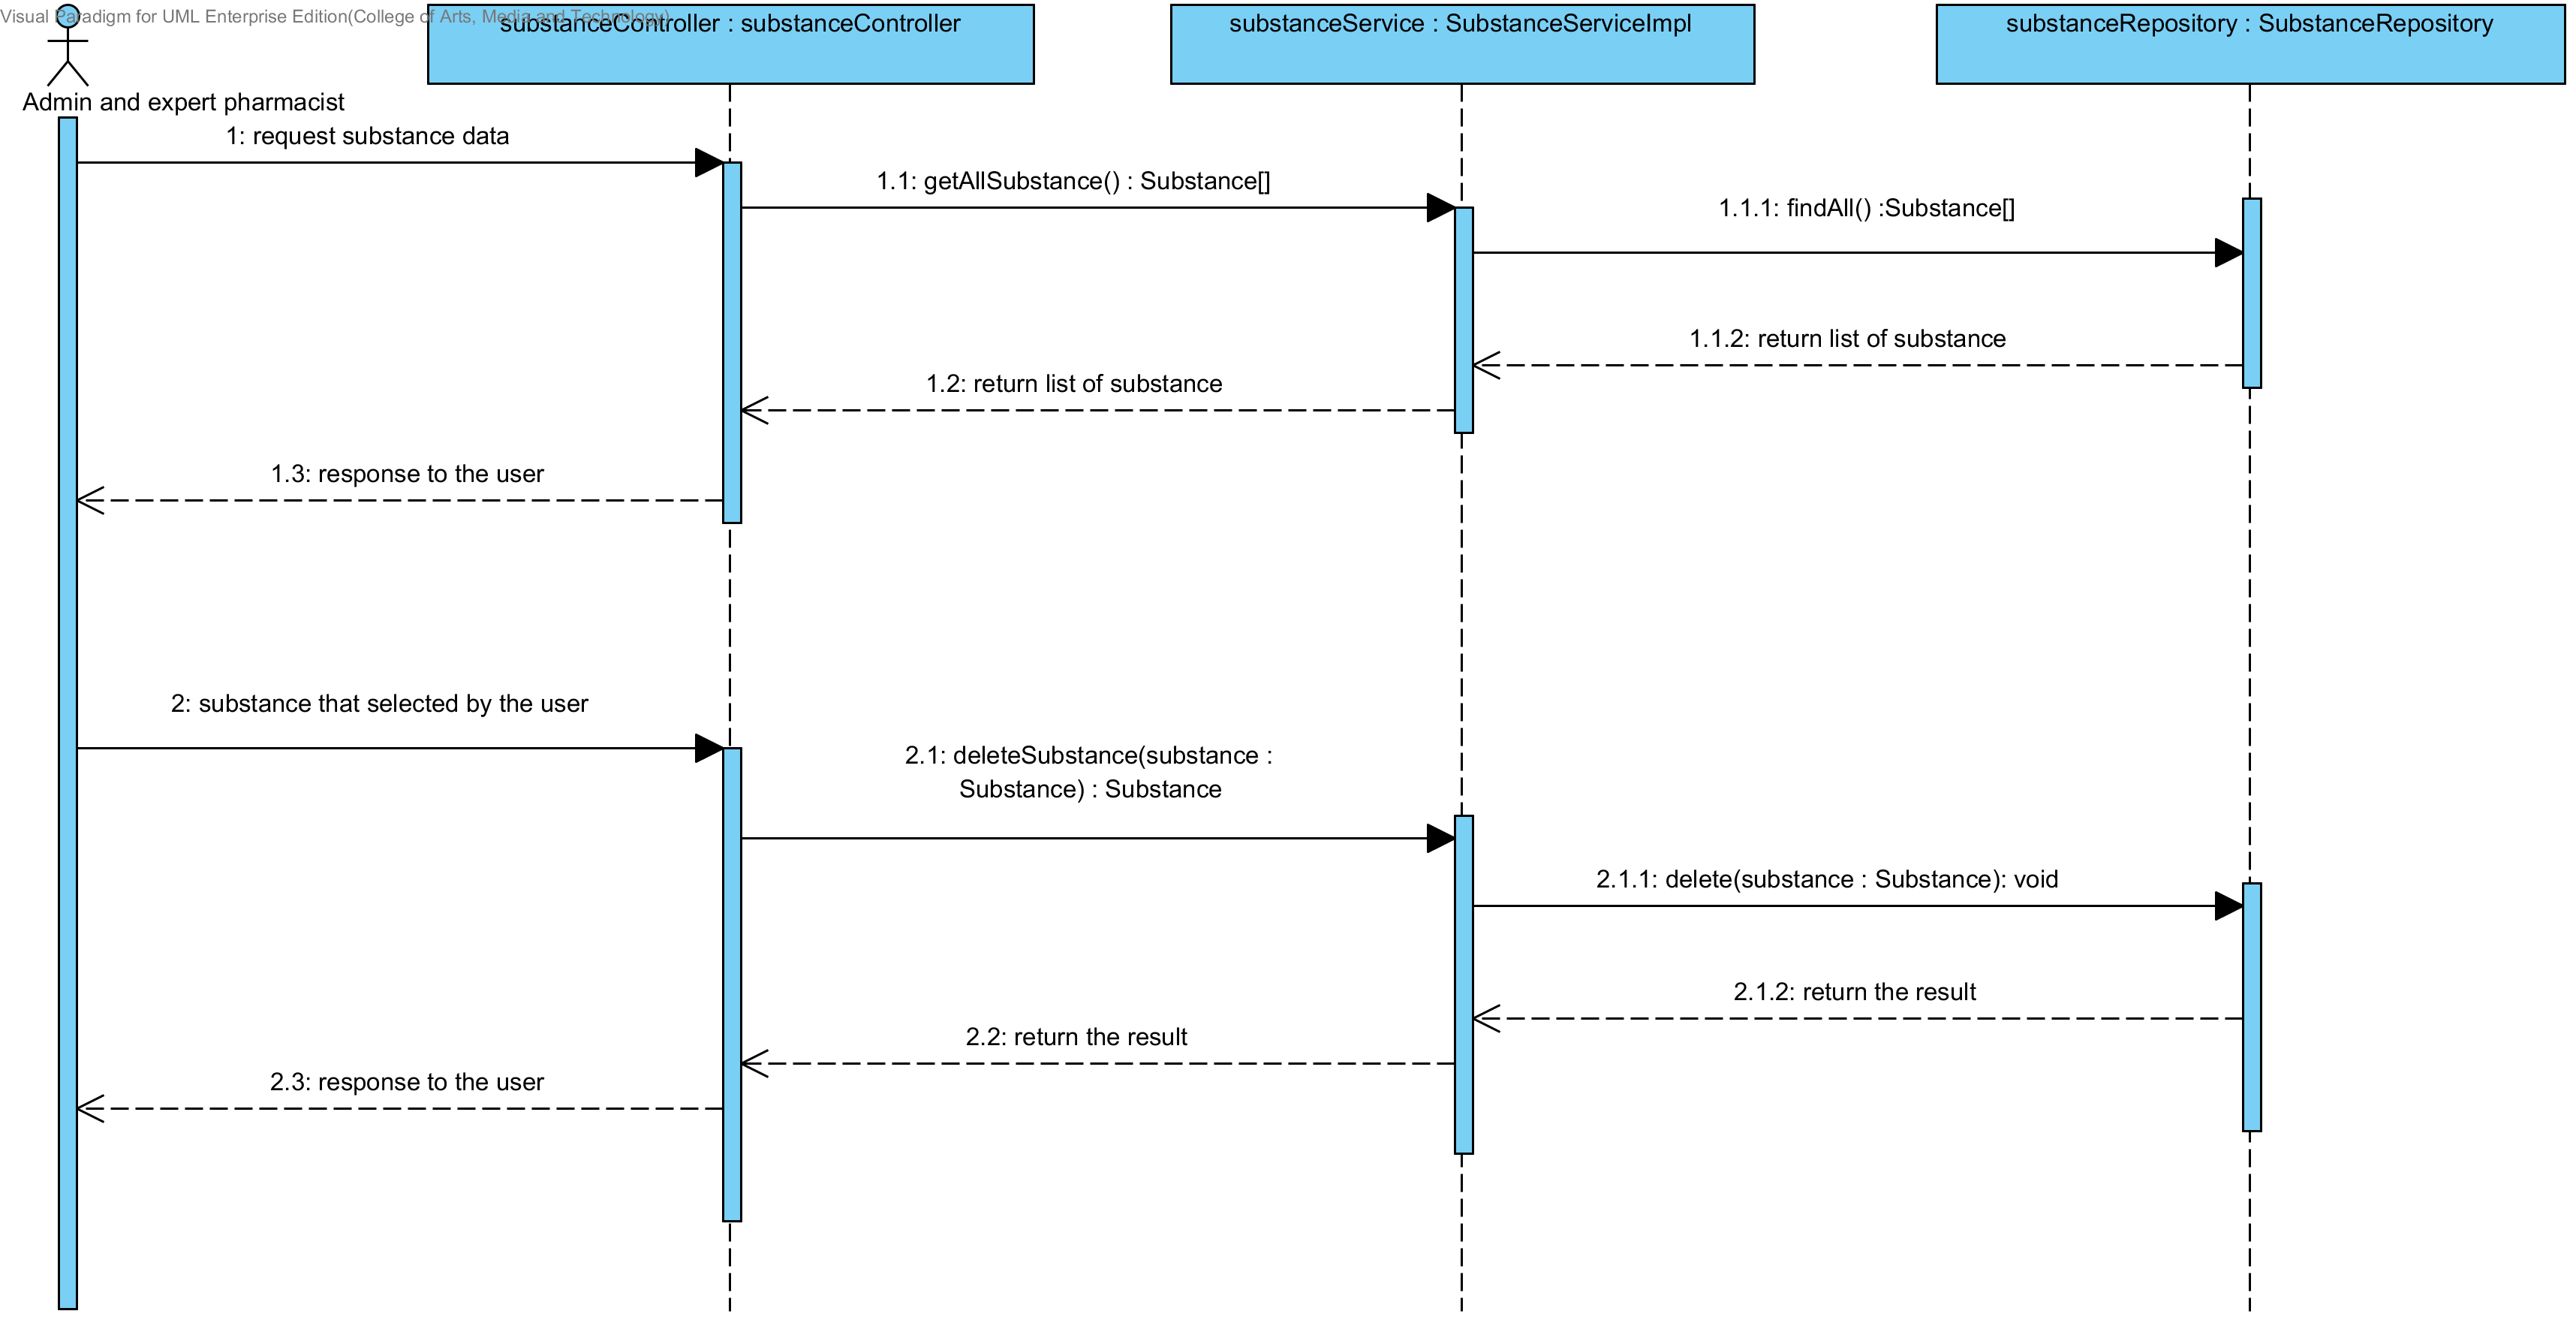 Visual Paradigm for UML Enterprise Edition(College of Arts, Media and Technology)
substanceController : substanceController
substanceService : SubstanceServiceImpl
substanceRepository : SubstanceRepository
Admin and expert pharmacist
1: request substance data
1.1: getAllSubstance() : Substance[]
1.1.1: findAll() :Substance[]
1.1.2: return list of substance
1.2: return list of substance
1.3: response to the user
2: substance that selected by the user
2.1: deleteSubstance(substance :
Substance) : Substance
2.1.1: delete(substance : Substance): void
2.1.2: return the result
2.2: return the result
2.3: response to the user